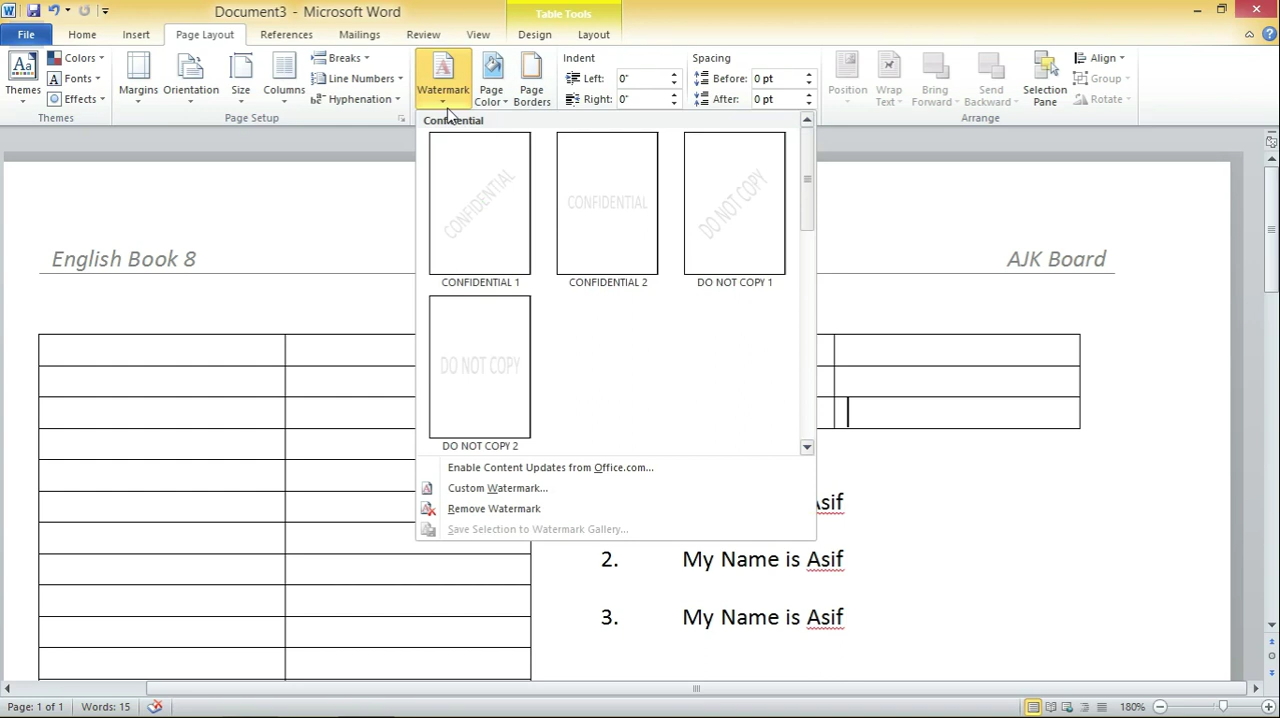 Document3 - Microsoft Word
Table Tools
File Home Insert Page Layout References Mailings Review View Design Layout
Themes
Colors
Fonts
Effects
Themes
Margins
Orientation
Size
Columns
Breaks
Line Numbers
Hyphenation
Page Setup
Watermark
Page Color
Page Borders
Indent
Left: 0"
Right: 0"
Spacing
Before: 0 pt
After: 0 pt
Position
Wrap Text
Bring Forward
Send Backward
Selection Pane
Align
Group
Rotate
Arrange
Confidential
CONFIDENTIAL
CONFIDENTIAL
DO NOT COPY
CONFIDENTIAL 1
CONFIDENTIAL 2
DO NOT COPY 1
DO NOT COPY
DO NOT COPY 2
Enable Content Updates from Office.com...
Custom Watermark...
Remove Watermark
Save Selection to Watermark Gallery...
English Book 8
AJK Board
Asif
2. My Name is Asif
3. My Name is Asif
Page: 1 of 1
Words: 15
180%